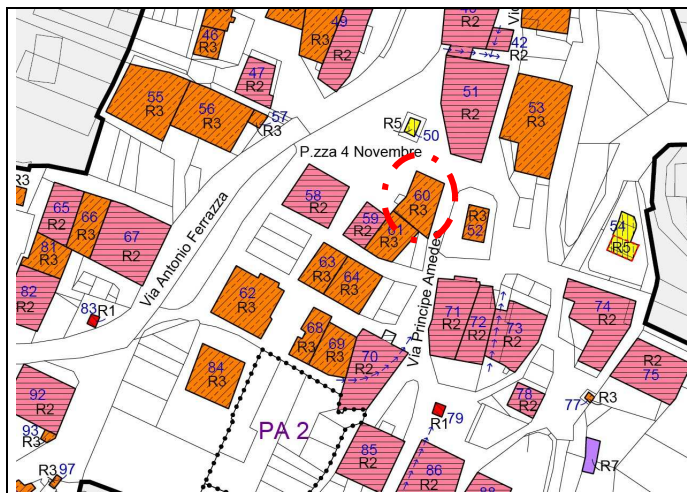 49
R2
46
R3
R3
47
R2
42
R2
51
R2
53
R3
55
R3
56
R3
57
R3
R5
50
P.zza 4 Novembre
58
R2
60
R3
59
R2
61
R3
R3
52
54
R5
R3
65
R2
66
R3
67
R2
81
R3
82
R2
83
R1
Via Antonio Ferrazza
62
R3
63
R3
64
R3
Via Principe Amedeo
68
R3
69
R3
70
R2
71
R2
72
R2
73
R2
74
R2
R2
75
84
R3
92
R2
93
R3
R3
97
PA 2
R1
79
78
R2
77
R3
85
R2
86
R2
88
R7